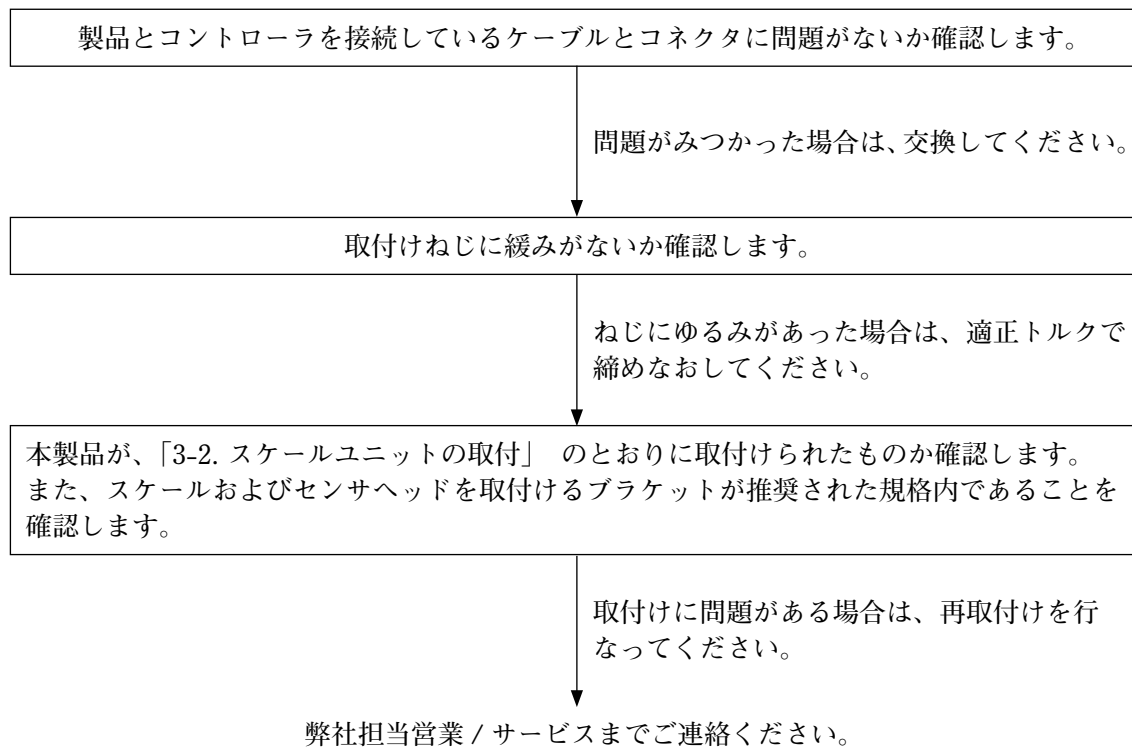 製品とコントローラを接続しているケーブルとコネクタに問題がないか確認します。
問題がみつかった場合は、交換してください。
取付けねじに緩みがないか確認します。
ねじにゆるみがあった場合は、適正トルクで
締めなおしてください。
本製品が、「3-2. スケールユニットの取付」 のとおりに取付けられたものか確認します。
また、スケールおよびセンサヘッドを取付けるブラケットが推奨された規格内であることを
確認します。
取付けに問題がある場合は、再取付けを行
なってください。
弊社担当営業 / サービスまでご連絡ください。